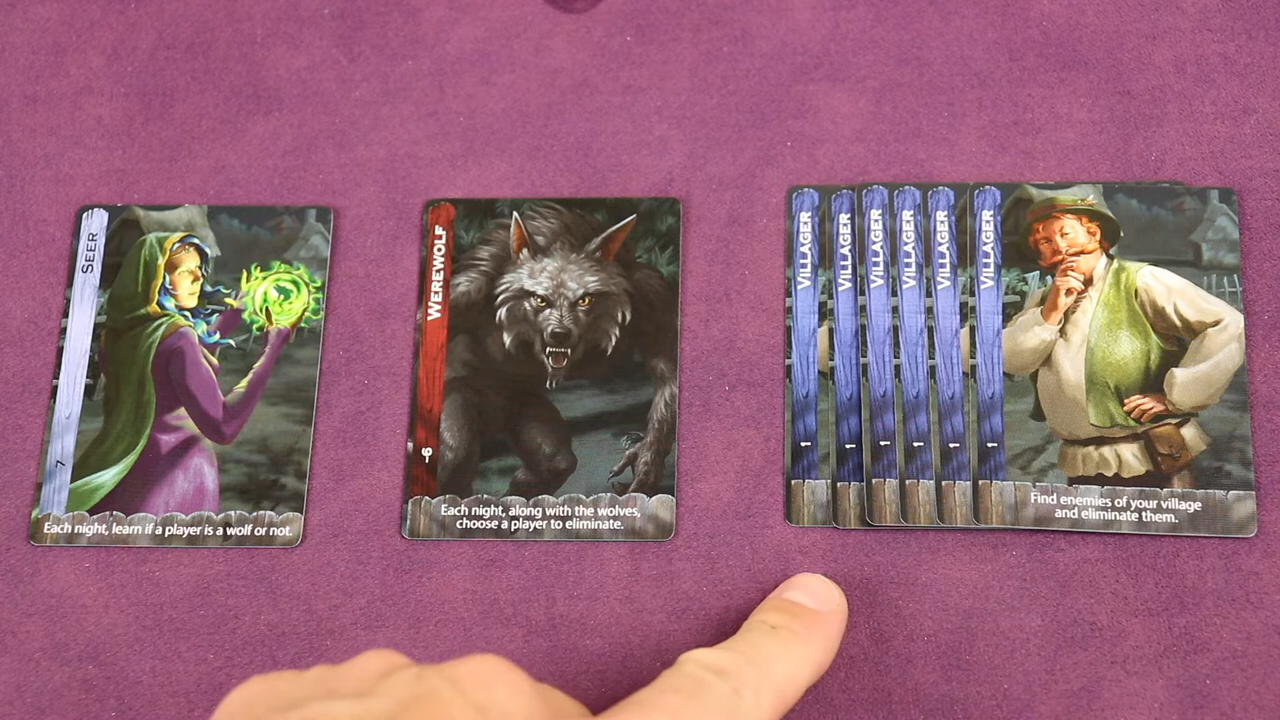 SEER
7
Each night, learn if a player is a wolf or not.
WEREWOLF
-6
Each night, along with the wolves,
choose a player to eliminate.
VILLAGER
1
VILLAGER
1
VILLAGER
1
VILLAGER
1
VILLAGER
1
VILLAGER
1
Find enemies of your village
and eliminate them.